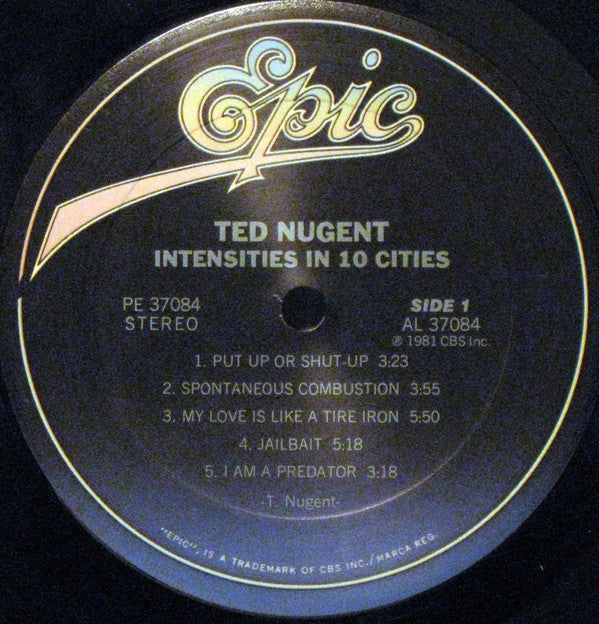 Epic
TED NUGENT
INTENSITIES IN 10 CITIES
PE 37084
STEREO
SIDE 1
AL 37084
℗ 1981 CBS Inc.
1. PUT UP OR SHUT-UP 3:23
2. SPONTANEOUS COMBUSTION 3:55
3. MY LOVE IS LIKE A TIRE IRON 5:50
4. JAILBAIT 5:18
5. I AM A PREDATOR 3:18
-T. Nugent-
"EPIC", IS A TRADEMARK OF CBS INC./MARCA REG.